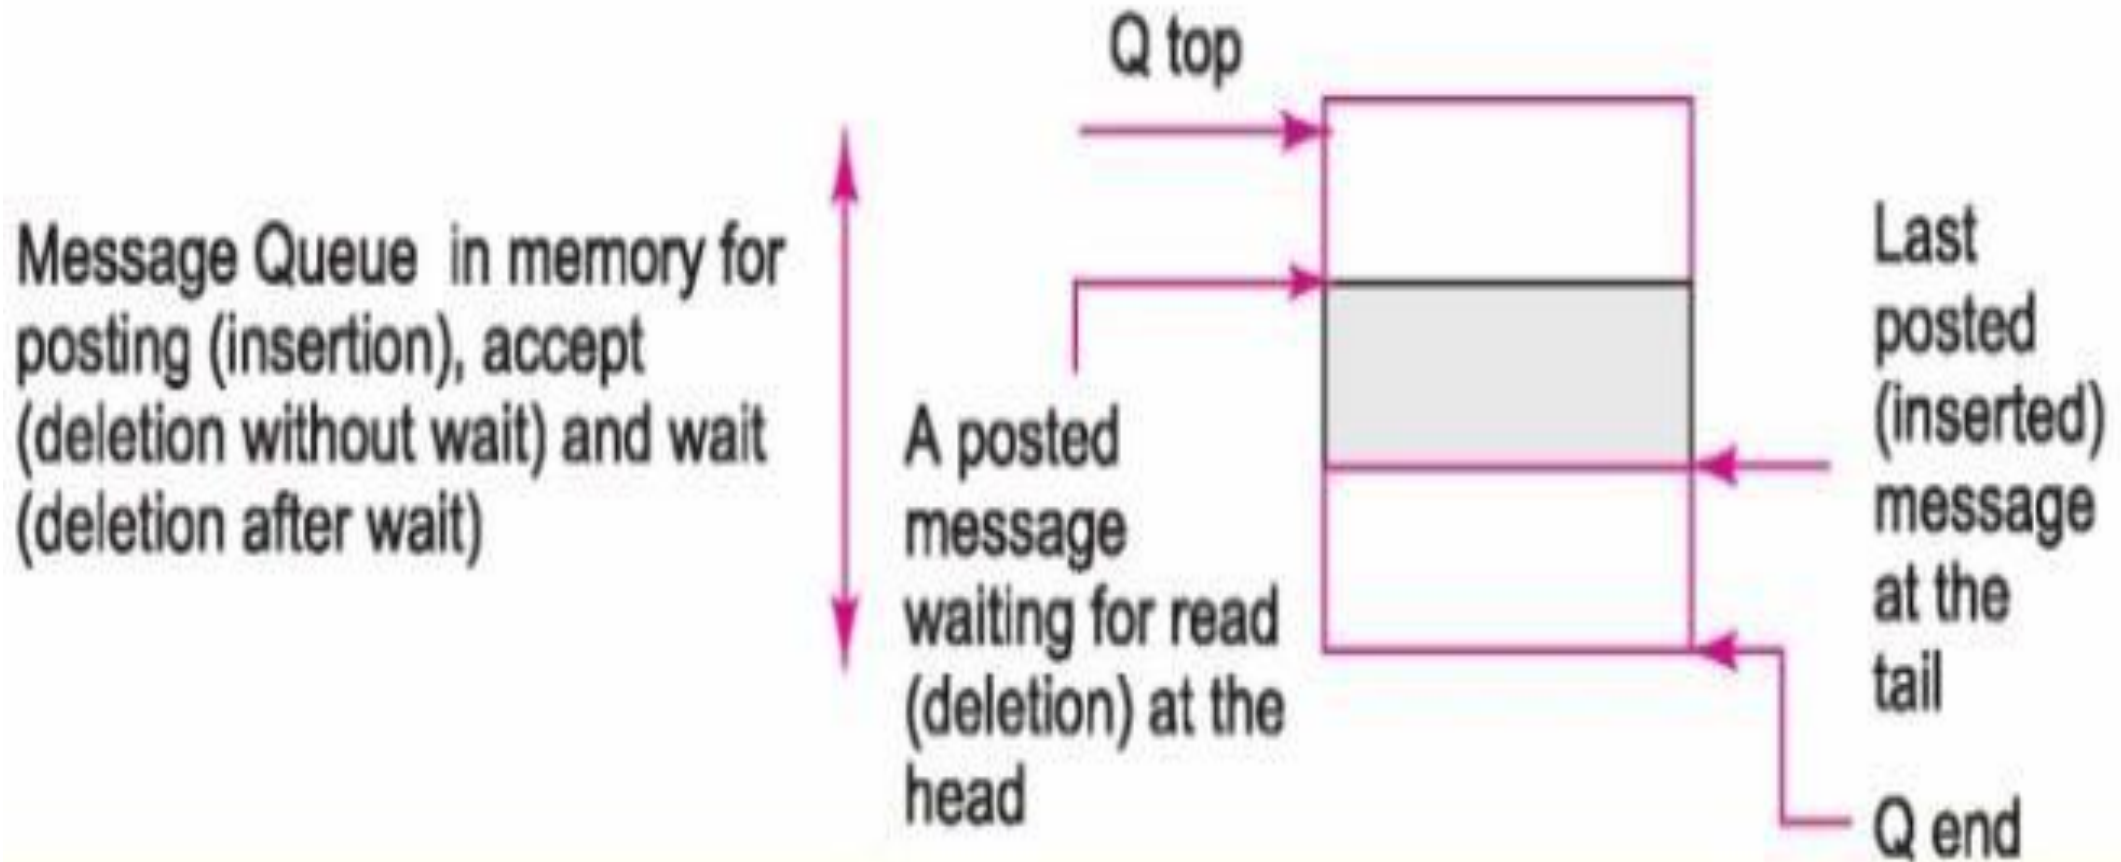 Q top
Message Queue in memory for
posting (insertion), accept
(deletion without wait) and wait
(deletion after wait)
A posted
message
waiting for read
(deletion) at the
head
Last
posted
(inserted)
message
at the
tail
Q end